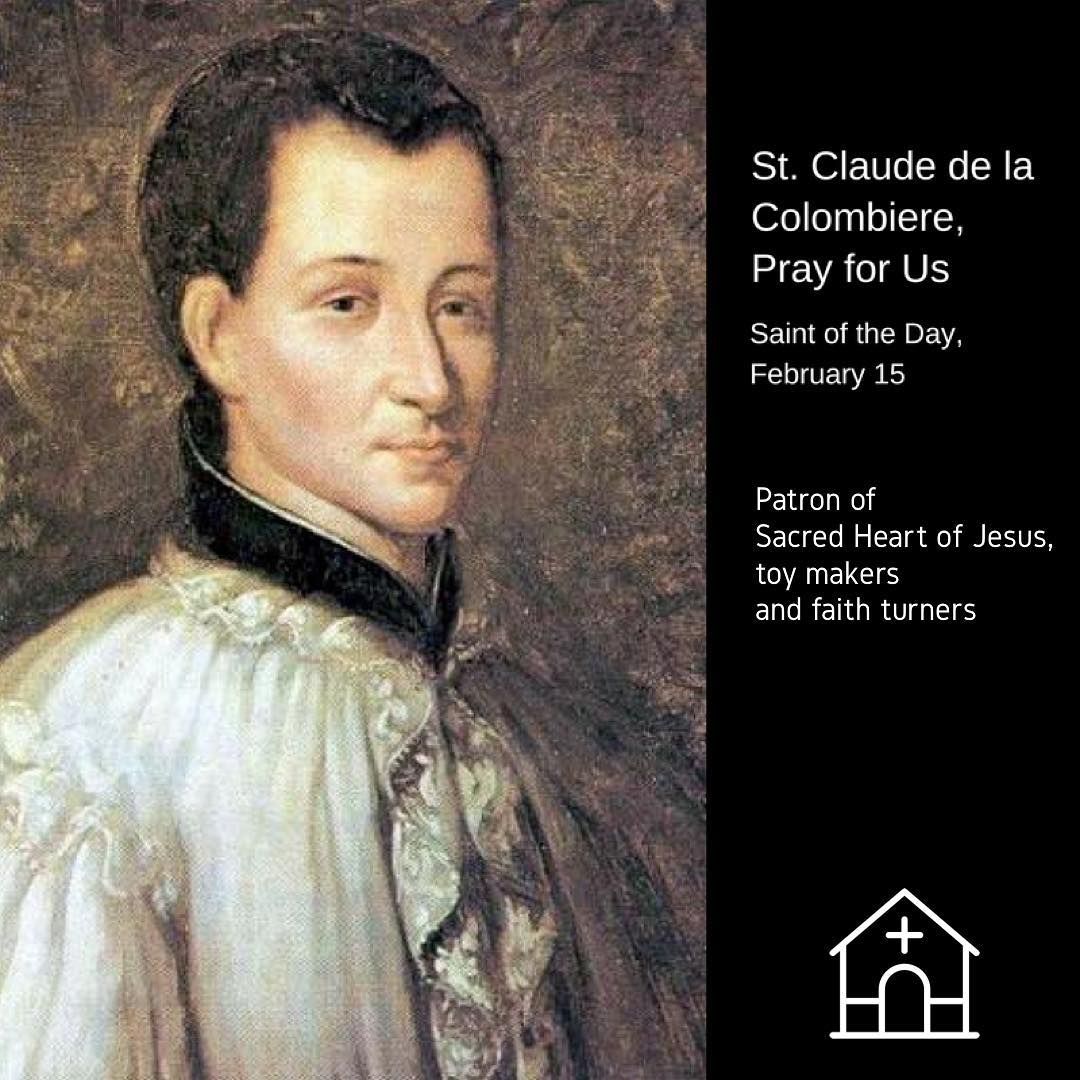 St. Claude de la
Colombiere,
Pray for Us
Saint of the Day,
February 15
Patron of
Sacred Heart of Jesus,
toy makers
and faith turners